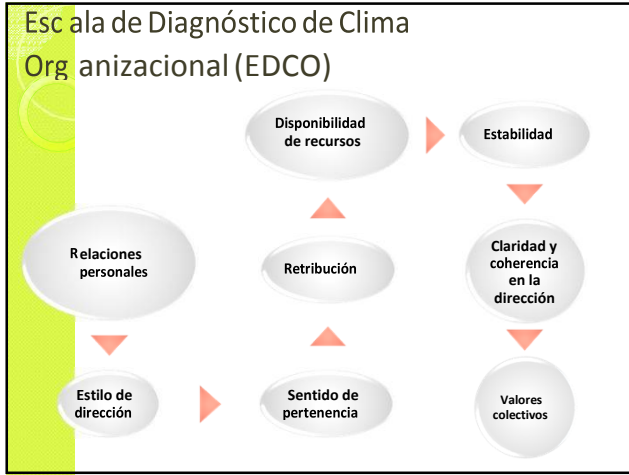 Esc ala de Diagnóstico de Clima
Org anizacional (EDCO)
Relaciones
personales
Estilo de
dirección
Sentido de
pertenencia
Retribución
Disponibilidad
de recursos
Estabilidad
Claridad y
coherencia
en la
dirección
Valores
colectivos